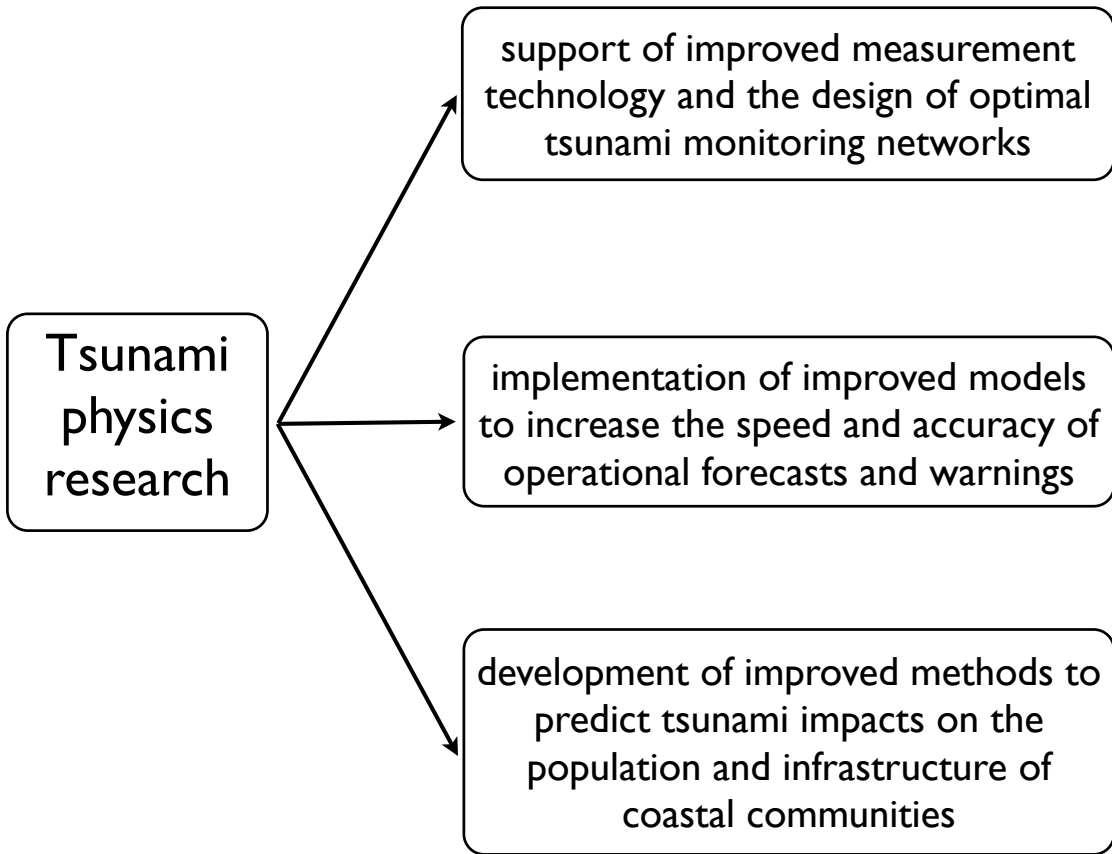 support of improved measurement
technology and the design of optimal
tsunami monitoring networks
Tsunami
physics
research
implementation of improved models
to increase the speed and accuracy of
operational forecasts and warnings
development of improved methods to
predict tsunami impacts on the
population and infrastructure of
coastal communities